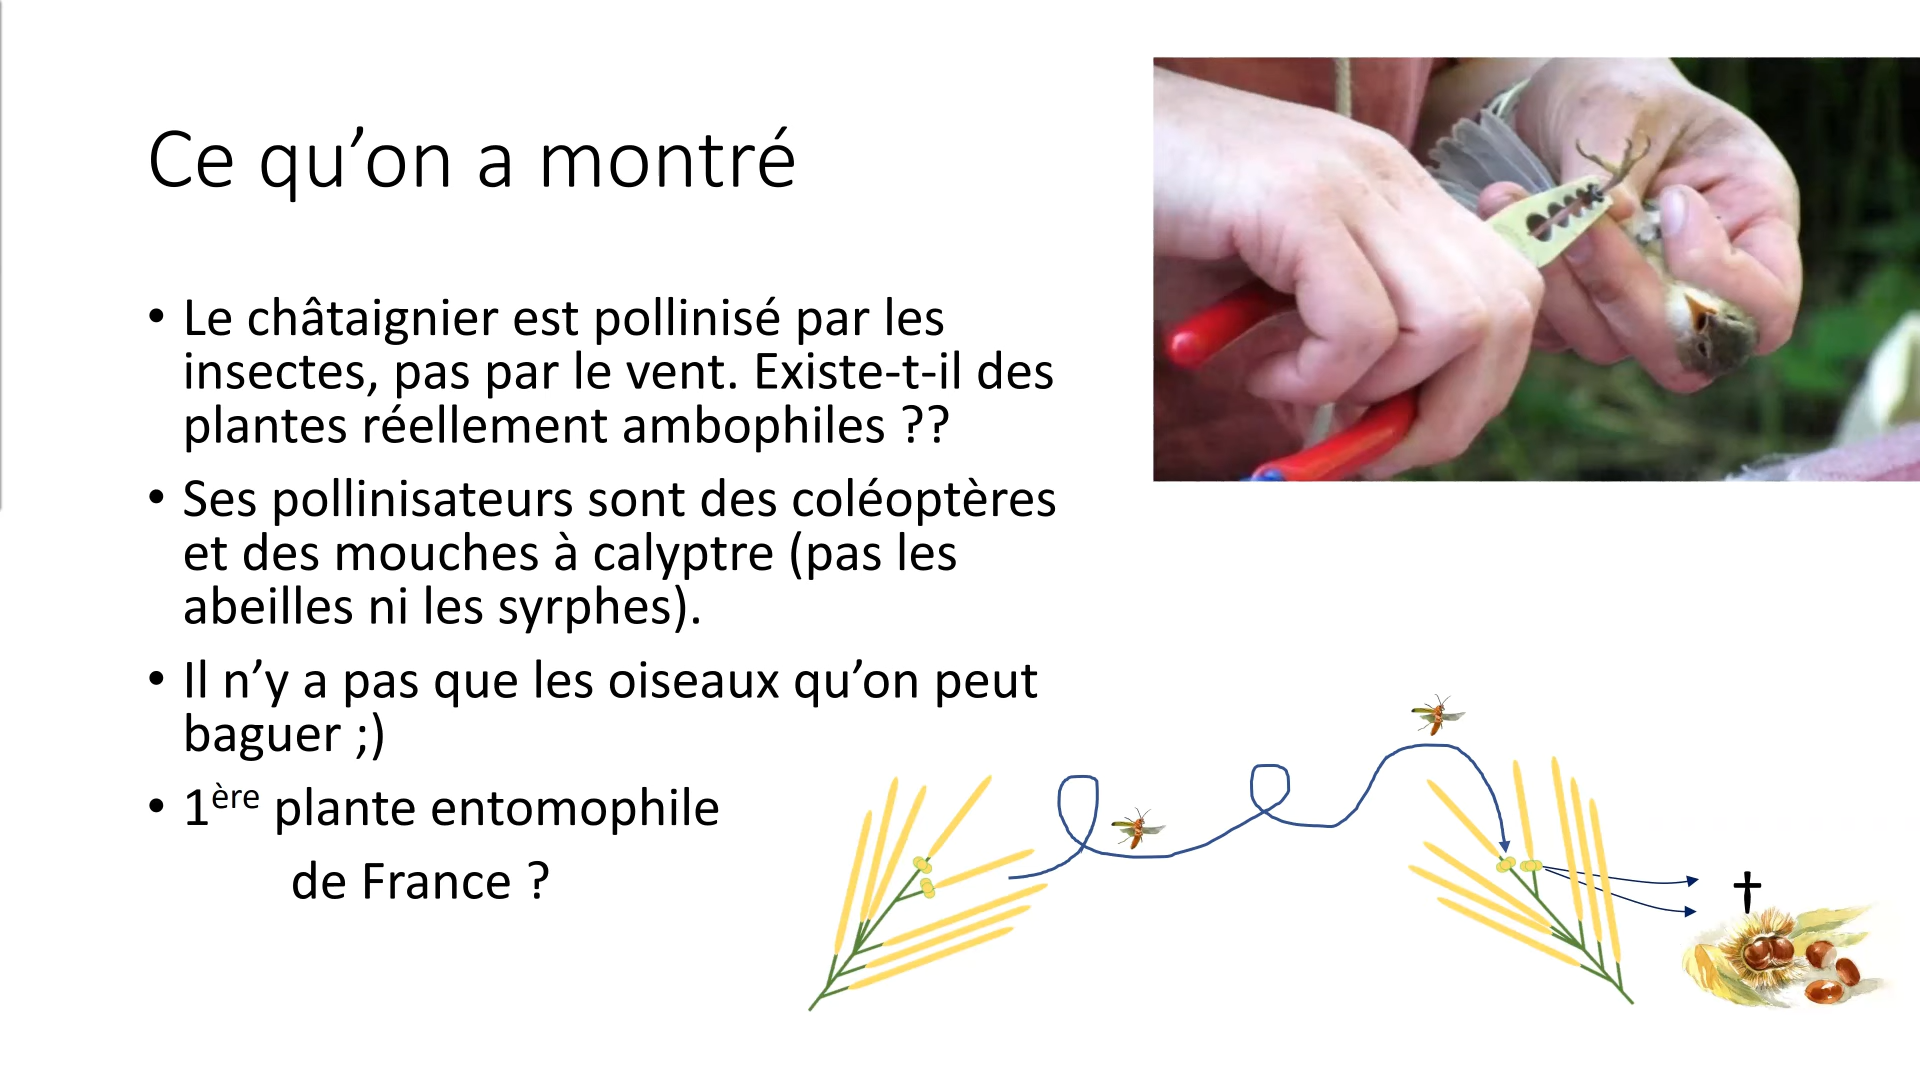 Ce qu’on a montré
• Le châtaignier est pollinisé par les
insectes, pas par le vent. Existe-t-il des
plantes réellement ambophiles ??
• Ses pollinisateurs sont des coléoptères
et des mouches à calyptre (pas les
abeilles ni les syrphes).
• Il n’y a pas que les oiseaux qu’on peut
baguer ;)
• 1ère plante entomophile
de France ?
†